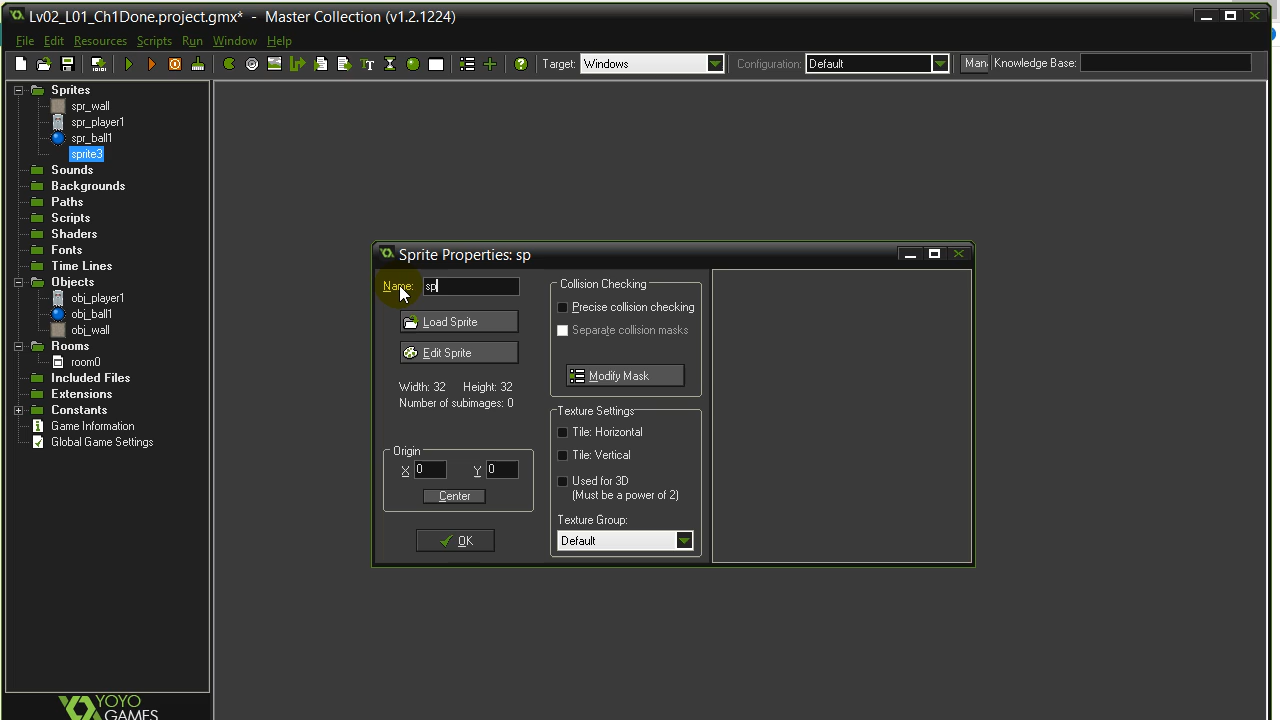 Lv02_L01_Ch1Done.project.gmx* - Master Collection (v1.2.1224)
File Edit Resources Scripts Run Window Help
Target: Windows Configuration: Default Man Knowledge Base:
Sprites
spr_wall
spr_player1
spr_ball1
sprite3
Sounds
Backgrounds
Paths
Scripts
Shaders
Fonts
Time Lines
Objects
obj_player1
obj_ball1
obj_wall
Rooms
room0
Included Files
Extensions
Constants
Game Information
Global Game Settings
YOYO
GAMES
Sprite Properties: sp
Name: sp
Load Sprite
Edit Sprite
Width: 32 Height: 32
Number of subimages: 0
Origin
X 0 Y 0
Center
OK
Collision Checking
Precise collision checking
Separate collision masks
Modify Mask
Texture Settings
Tile: Horizontal
Tile: Vertical
Used for 3D
(Must be a power of 2)
Texture Group:
Default